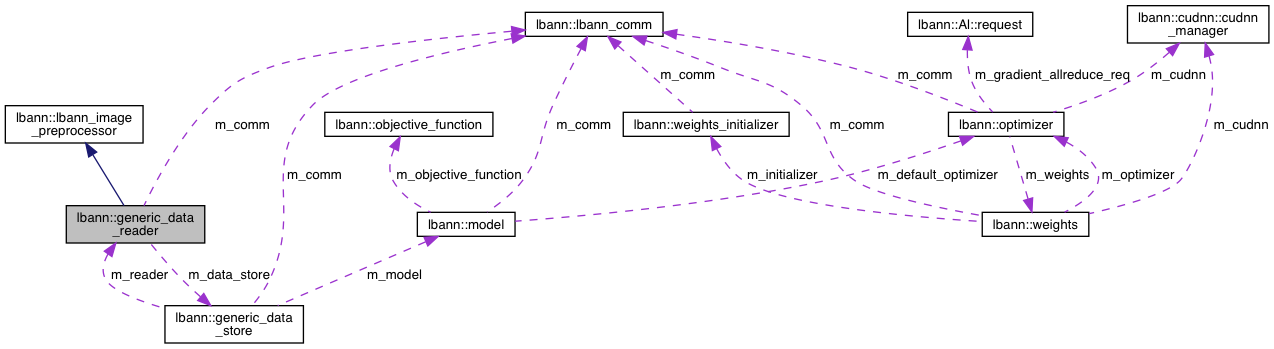 lbann::lbann_comm
lbann::Al::request
lbann::cudnn::cudnn
_manager
m_comm
m_comm
m_gradient_allreduce_req
m_cudnn
lbann::lbann_image
_preprocessor
lbann::objective_function
lbann::weights_initializer
lbann::optimizer
m_comm
m_comm
m_comm
m_cudnn
m_comm
m_objective_function
m_initializer
m_default_optimizer
m_weights
m_optimizer
lbann::generic_data
_reader
lbann::model
lbann::weights
m_reader
m_data_store
m_model
lbann::generic_data
_store